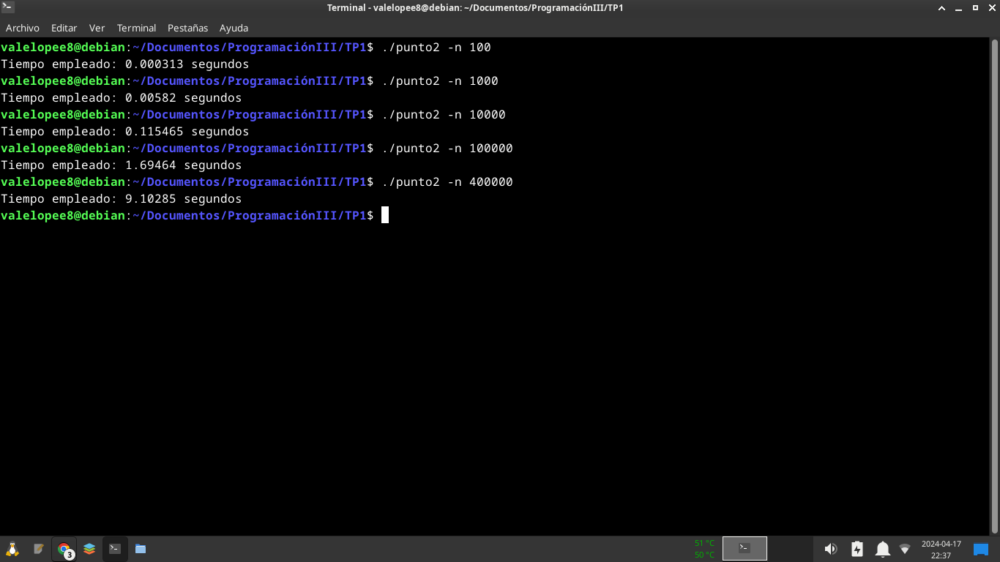 Terminal - valelopee8@debian: ~/Documentos/ProgramaciónIII/TP1
Archivo Editar Ver Terminal Pestañas Ayuda
valelopee8@debian:~/Documentos/ProgramaciónIII/TP1$ ./punto2 -n 100
Tiempo empleado: 0.000313 segundos
valelopee8@debian:~/Documentos/ProgramaciónIII/TP1$ ./punto2 -n 1000
Tiempo empleado: 0.00582 segundos
valelopee8@debian:~/Documentos/ProgramaciónIII/TP1$ ./punto2 -n 10000
Tiempo empleado: 0.115465 segundos
valelopee8@debian:~/Documentos/ProgramaciónIII/TP1$ ./punto2 -n 100000
Tiempo empleado: 1.69464 segundos
valelopee8@debian:~/Documentos/ProgramaciónIII/TP1$ ./punto2 -n 400000
Tiempo empleado: 9.10285 segundos
valelopee8@debian:~/Documentos/ProgramaciónIII/TP1$
3
51 °C
50 °C
2024-04-17
22:37